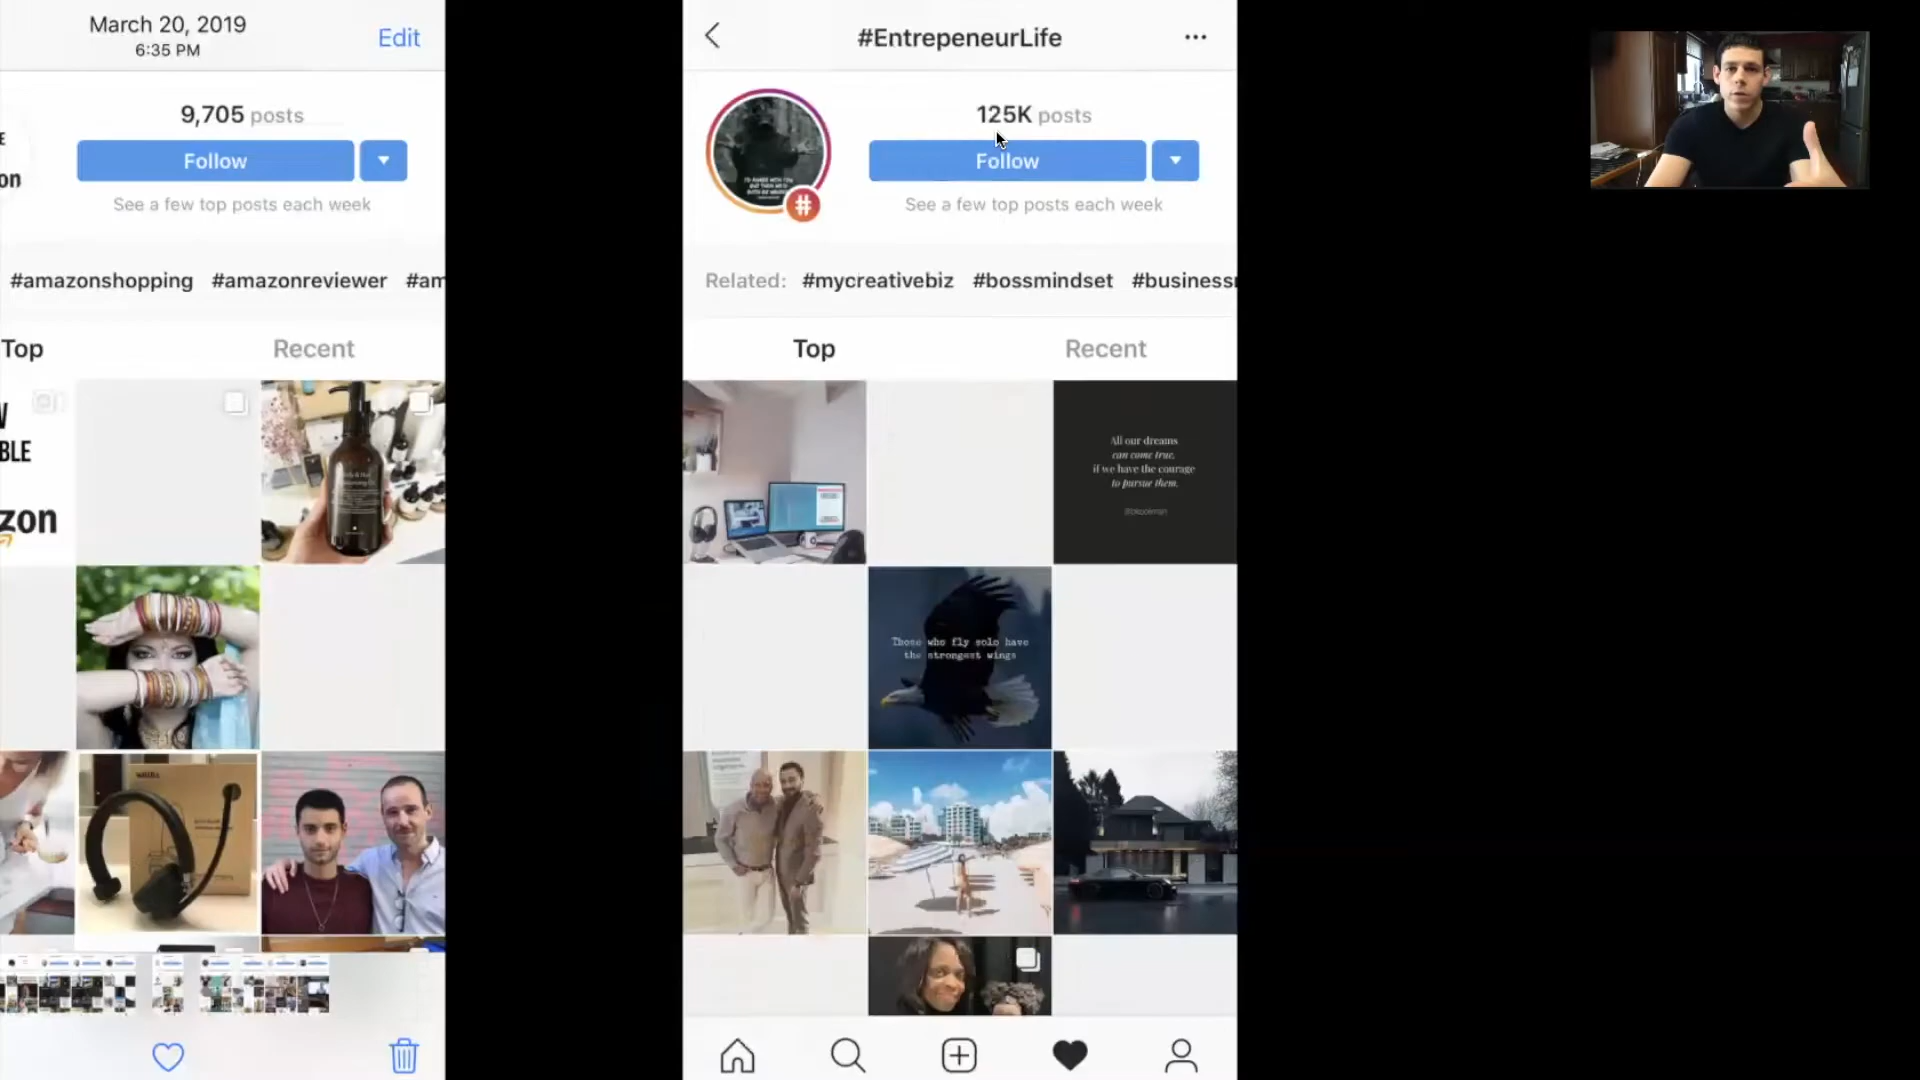 March 20, 2019
6:35 PM
Edit
9,705 posts
Follow
See a few top posts each week
#amazonshopping #amazonreviewer #am
Top
Recent
BLE
zon
E
on
#EntrepeneurLife
125K posts
Follow
See a few top posts each week
#
Related: #mycreativebiz #bossmindset #business
Top
Recent
All our dreams
can come true,
if we have the courage
to pursue them.
Those who fly solo have
the strongest wings